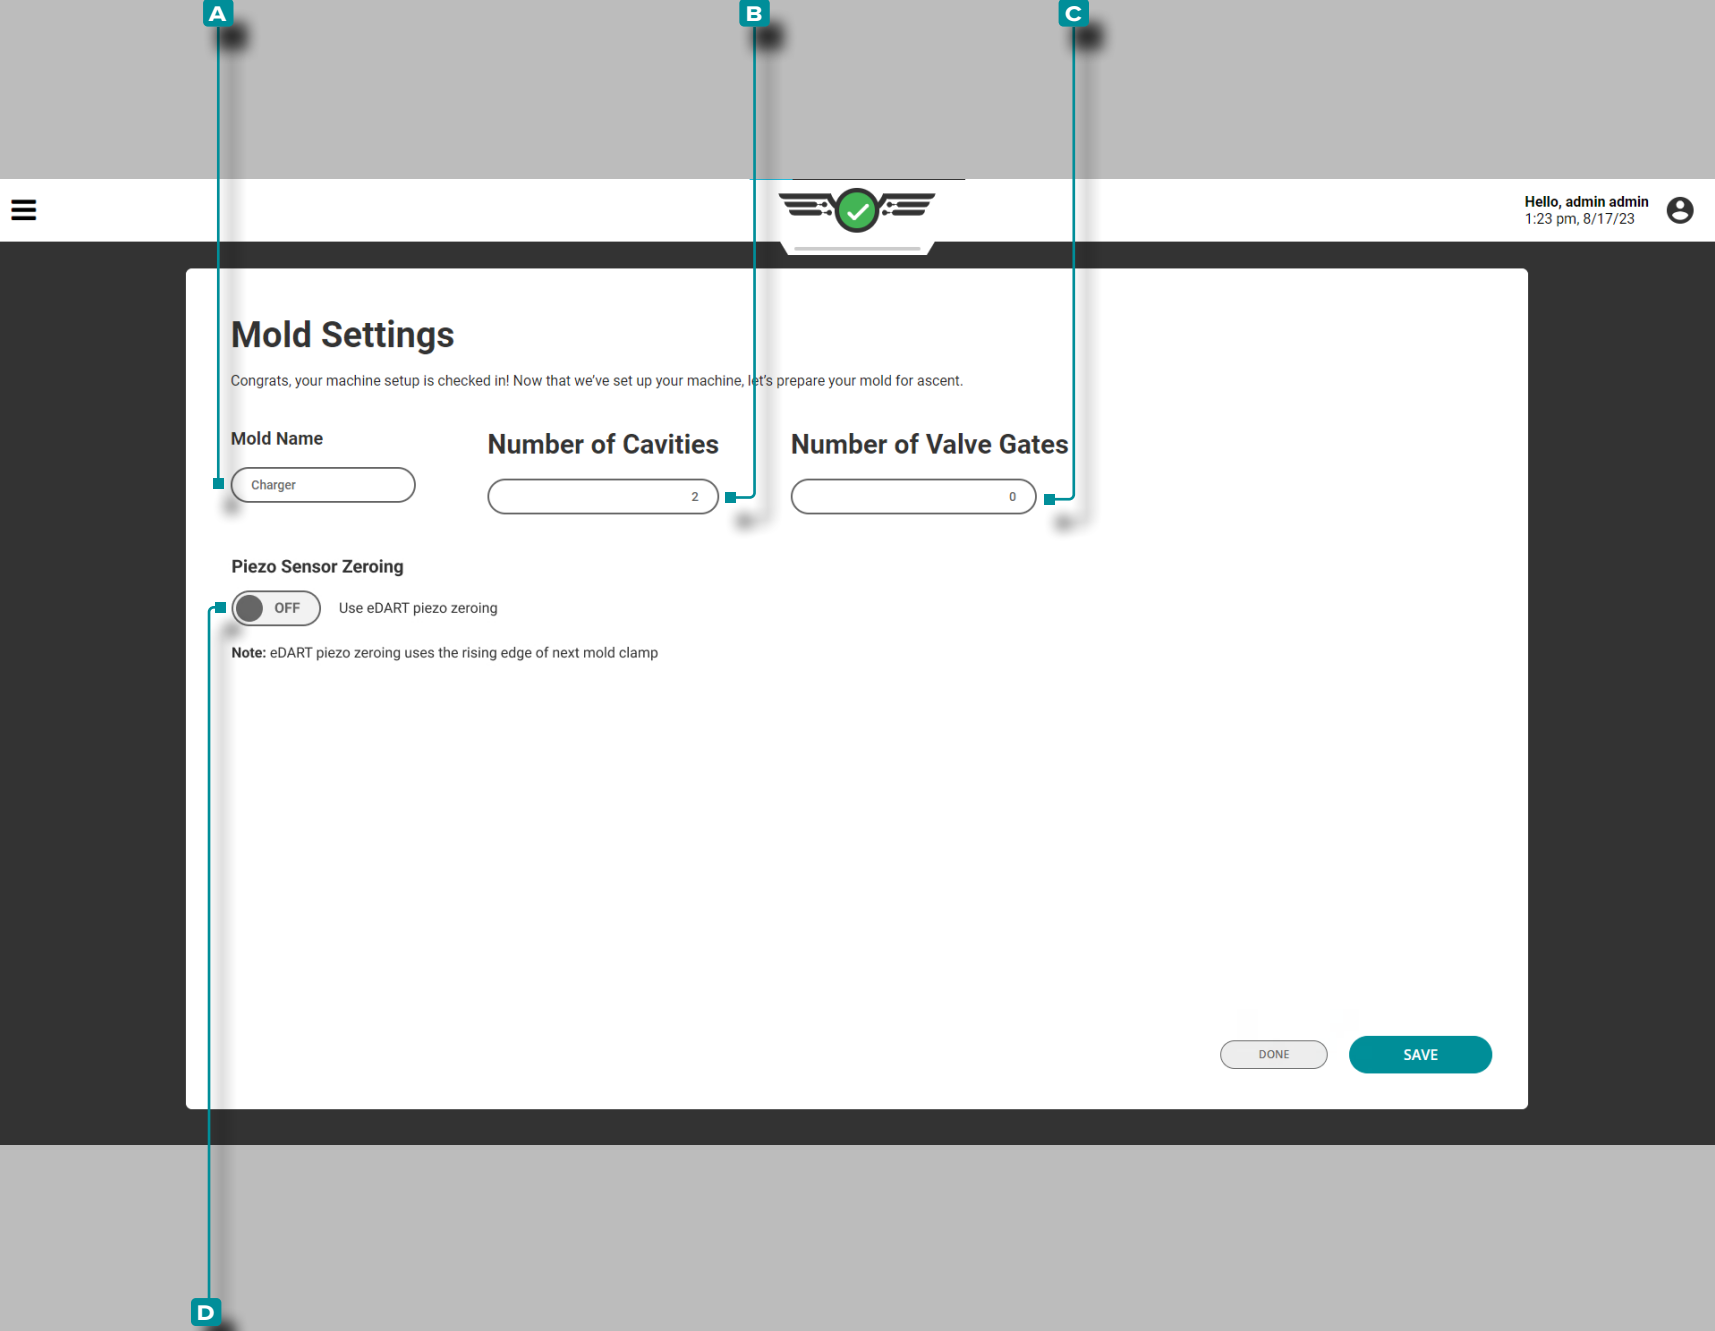 A
B
C
Hello, admin admin
1:23 pm, 8/17/23
Mold Settings
Congrats, your machine setup is checked in! Now that we've set up your machine, let's prepare your mold for ascent.
Mold Name
Number of Cavities
Number of Valve Gates
Charger
2
0
Piezo Sensor Zeroing
OFF
Use eDART piezo zeroing
Note: eDART piezo zeroing uses the rising edge of next mold clamp
DONE
SAVE
D